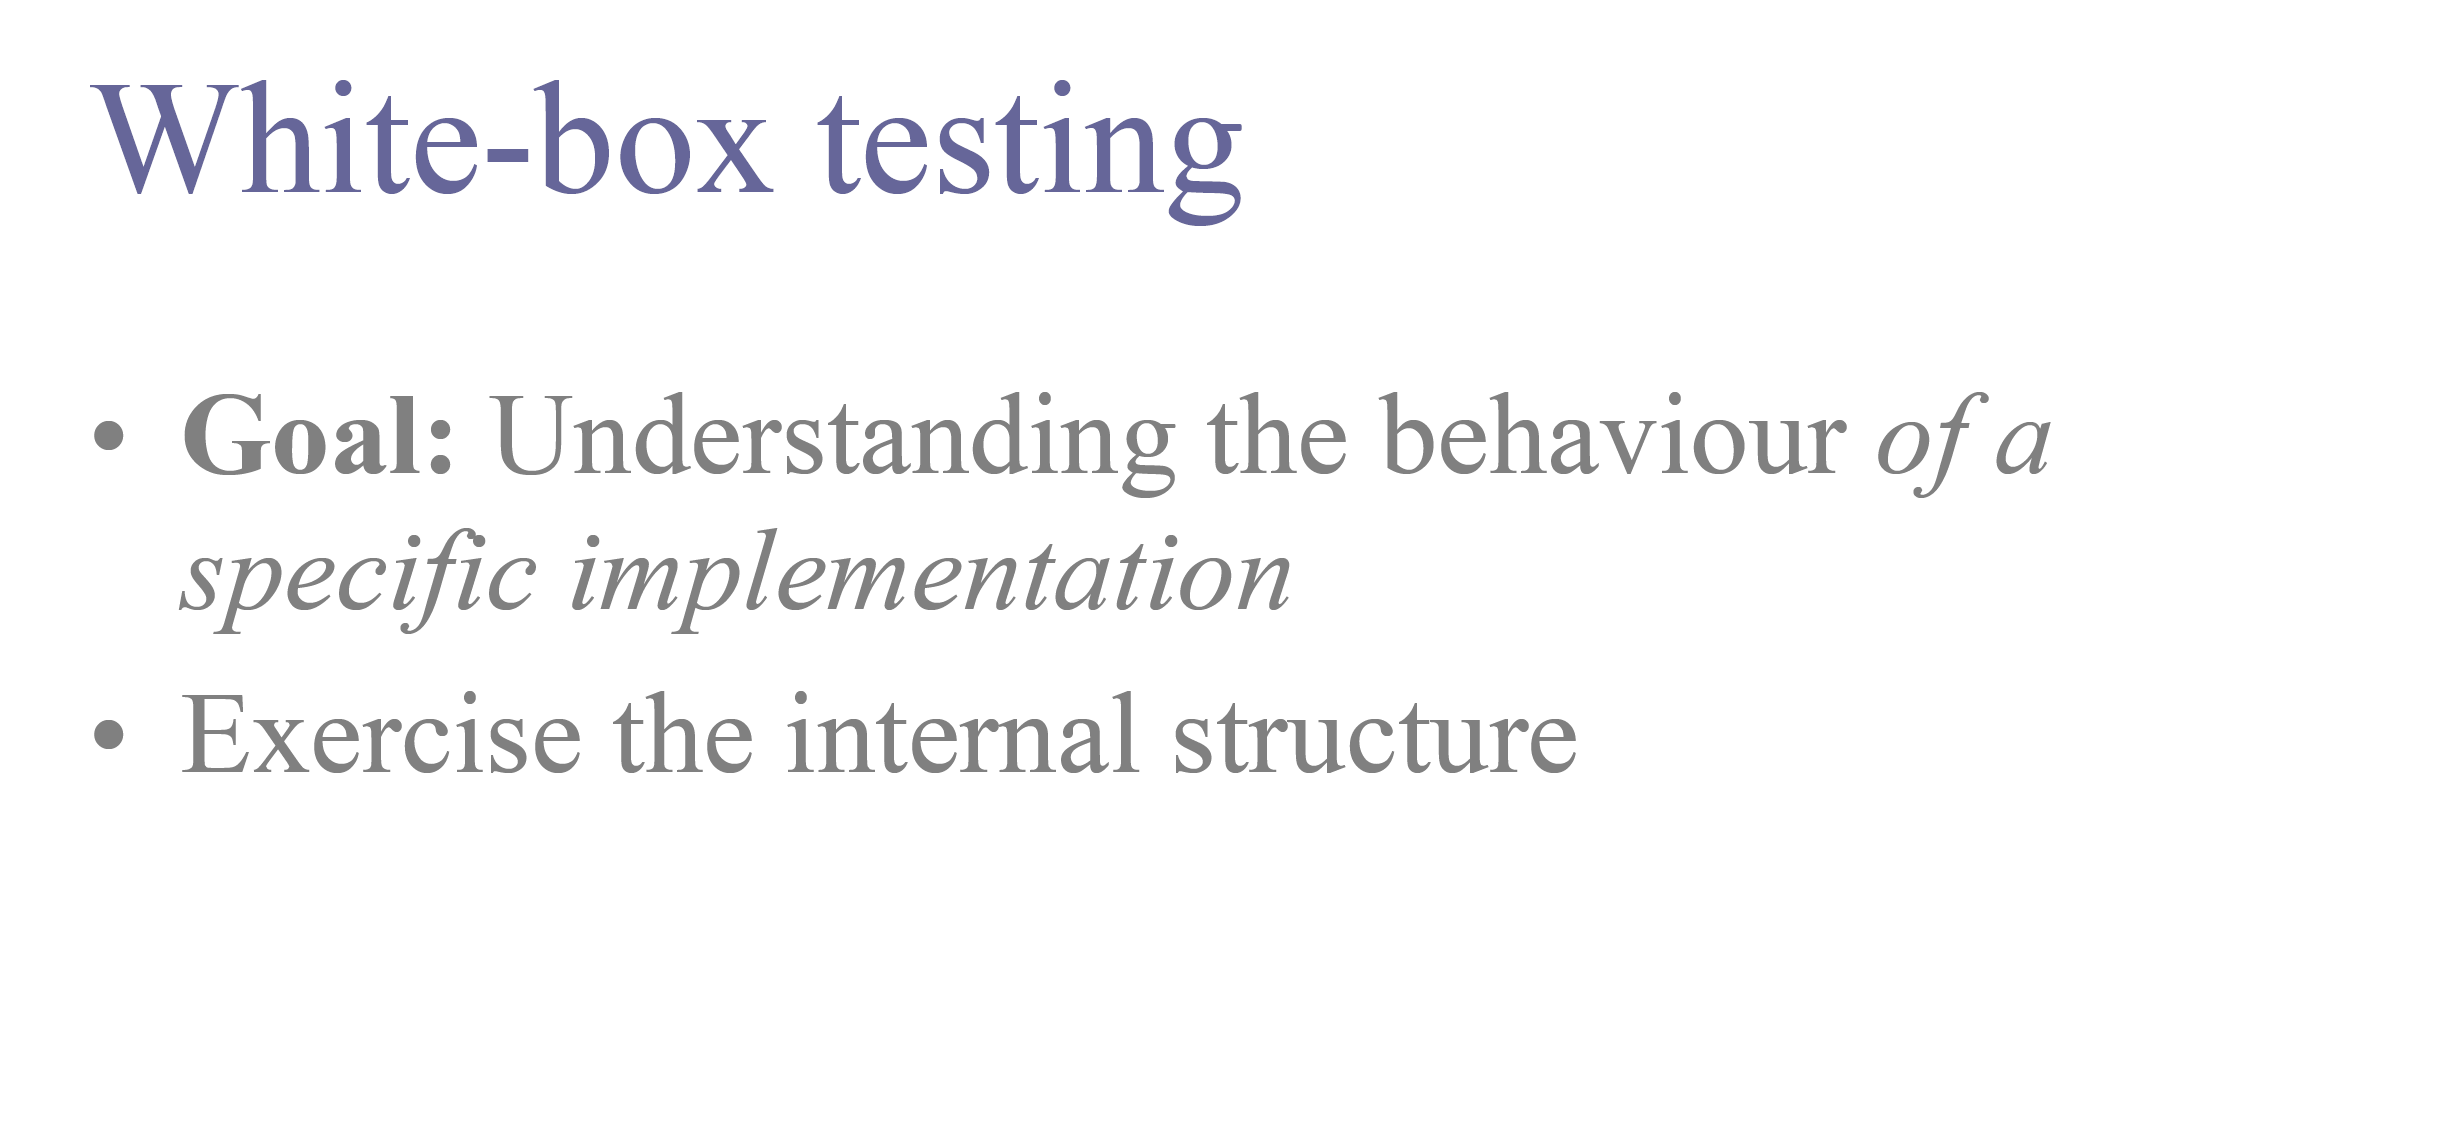 White-box testing
• Goal: Understanding the behaviour of a
specific implementation
• Exercise the internal structure